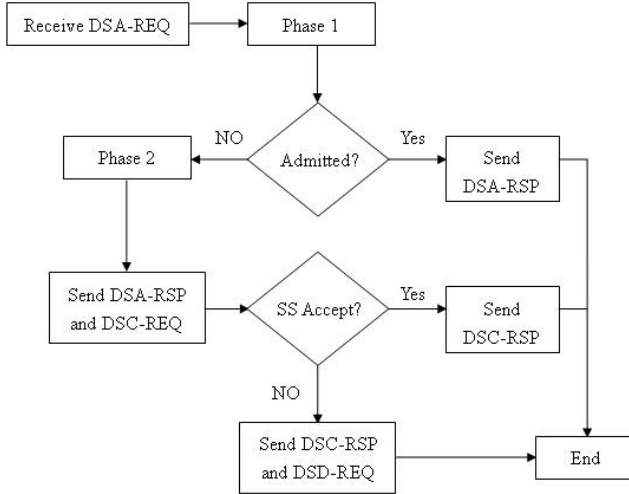 Receive DSA-REQ
Phase 1
NO
Yes
Phase 2
Admitted?
Send
DSA-RSP
Send DSA-RSP
and DSC-REQ
SS Accept?
Yes
Send
DSC-RSP
NO
Send DSC-RSP
and DSD-REQ
End